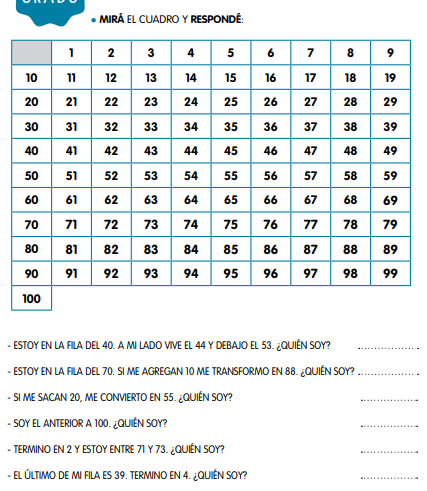 GRADO
• MIRÁ EL CUADRO Y RESPONDÉ:
1 2 3 4 5 6 7 8 9
10 11 12 13 14 15 16 17 18 19
20 21 22 23 24 25 26 27 28 29
30 31 32 33 34 35 36 37 38 39
40 41 42 43 44 45 46 47 48 49
50 51 52 53 54 55 56 57 58 59
60 61 62 63 64 65 66 67 68 69
70 71 72 73 74 75 76 77 78 79
80 81 82 83 84 85 86 87 88 89
90 91 92 93 94 95 96 97 98 99
100
- ESTOY EN LA FILA DEL 40. A MI LADO VIVE EL 44 Y DEBAJO EL 53. ¿QUIÉN SOY? ....................
- ESTOY EN LA FILA DEL 70. SI ME AGREGAN 10 ME TRANSFORMO EN 88. ¿QUIÉN SOY? ....................
- SI ME SACAN 20, ME CONVIERTO EN 55. ¿QUIÉN SOY? ....................
- SOY EL ANTERIOR A 100. ¿QUIÉN SOY? ....................
- TERMINO EN 2 Y ESTOY ENTRE 71 Y 73. ¿QUIÉN SOY? ....................
- EL ÚLTIMO DE MI FILA ES 39. TERMINO EN 4. ¿QUIÉN SOY? ....................